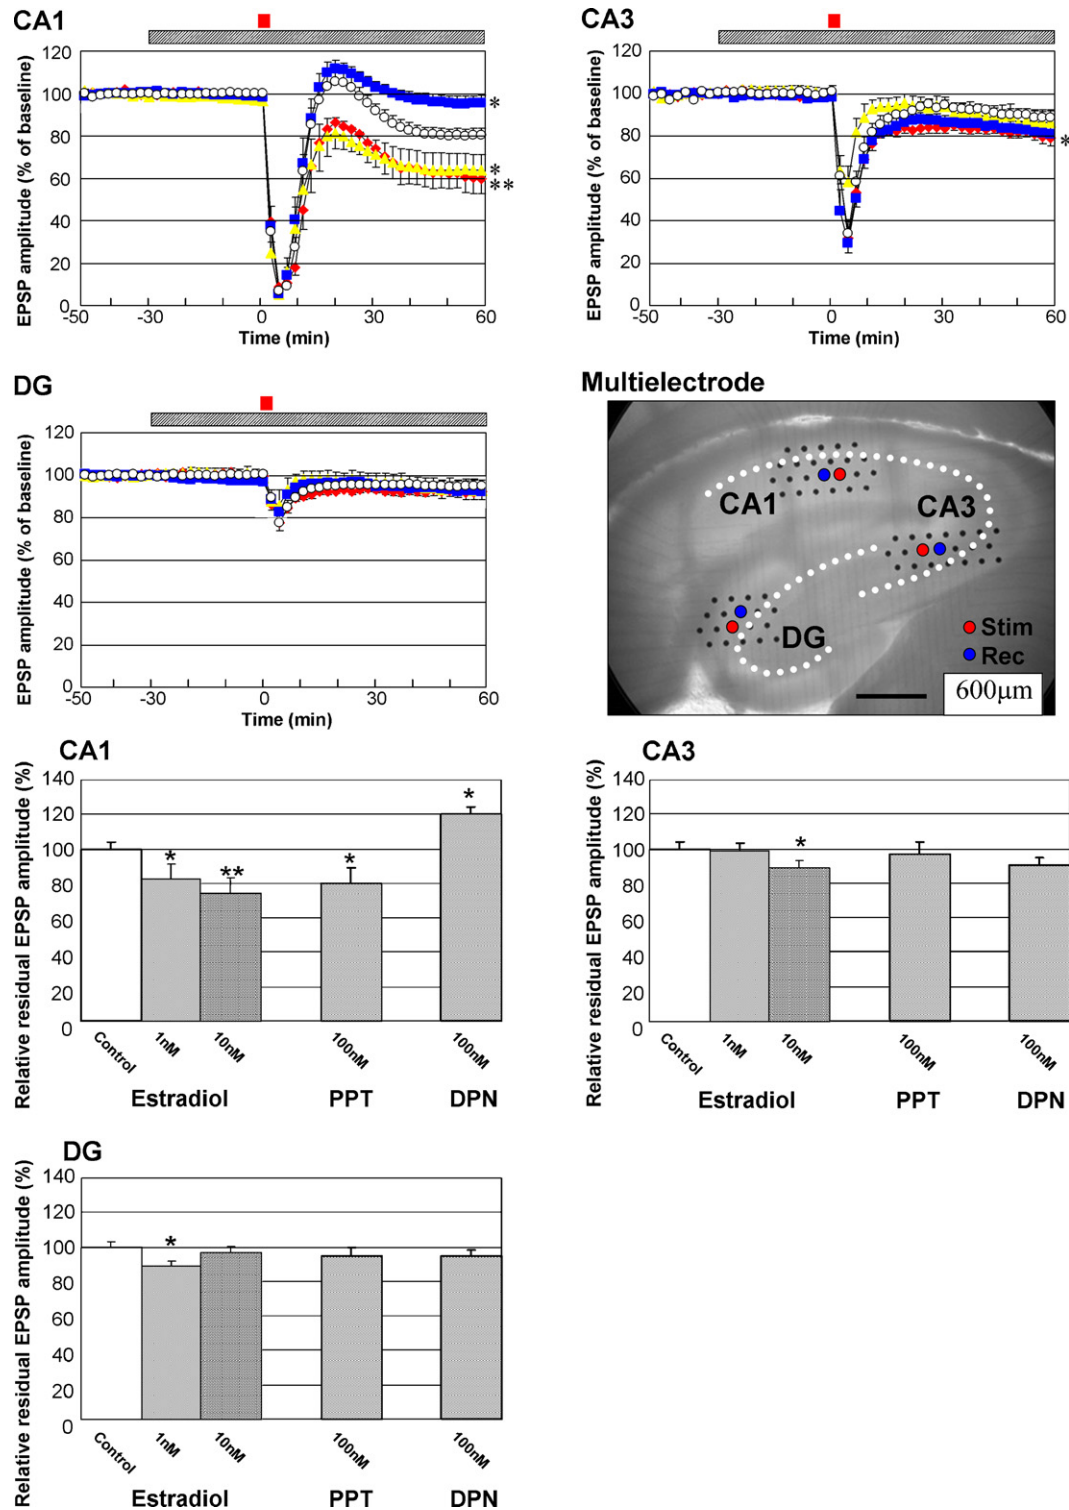 CA1
EPSP amplitude (% of baseline)
120
100
80
60
40
20
0
-50
-30
0
30
60
Time (min)
*
*
**
CA3
EPSP amplitude (% of baseline)
120
100
80
60
40
20
0
-50
-30
0
30
60
Time (min)
*
DG
EPSP amplitude (% of baseline)
120
100
80
60
40
20
0
-50
-30
0
30
60
Time (min)
Multielectrode
CA1
CA3
DG
Stim
Rec
600μm
CA1
Relative residual EPSP amplitude (%)
140
120
100
80
60
40
20
0
*
**
*
*
Control
1nM
10nM
100nM
100nM
Estradiol PPT DPN
CA3
Relative residual EPSP amplitude (%)
140
120
100
80
60
40
20
0
*
Control
1nM
10nM
100nM
100nM
Estradiol PPT DPN
DG
Relative residual EPSP amplitude (%)
140
120
100
80
60
40
20
0
*
Control
1nM
10nM
100nM
100nM
Estradiol PPT DPN